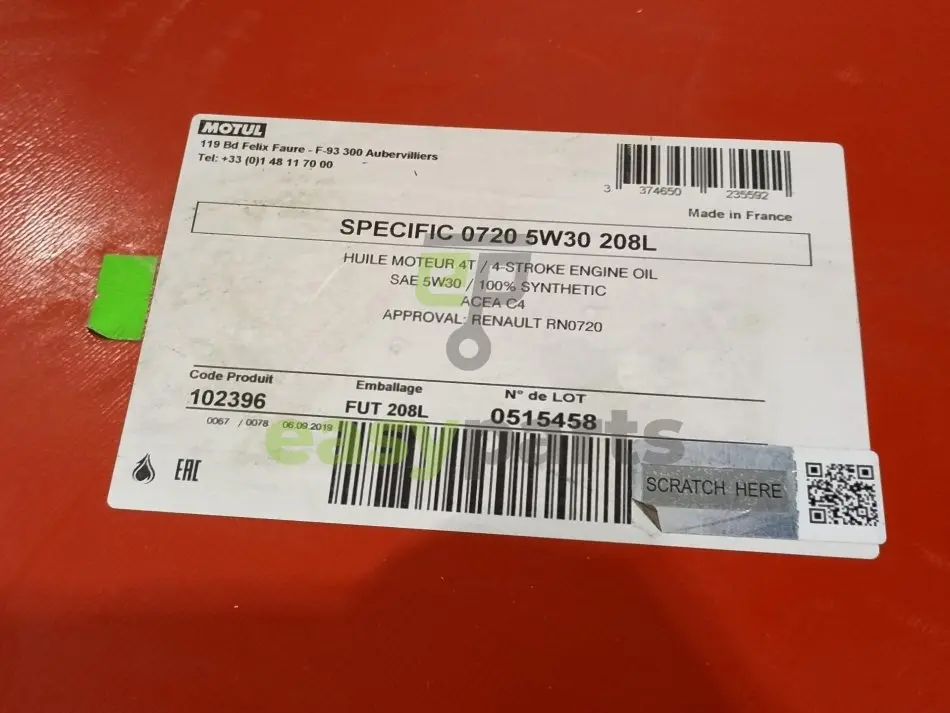 MOTUL
119 Bd Felix Faure - F-93 300 Aubervilliers
Tel: +33 (0)1 48 11 70 00
3 374650 235592
Made in France
SPECIFIC 0720 5W30 208L
HUILE MOTEUR 4T / 4-STROKE ENGINE OIL
SAE 5W30 / 100% SYNTHETIC
ACEA C4
APPROVAL: RENAULT RN0720
ep
Code Produit Emballage N° de LOT
102396 FUT 208L 0515458
0067 / 0078 06.09.2019
easyparts
EAC
SCRATCH HERE